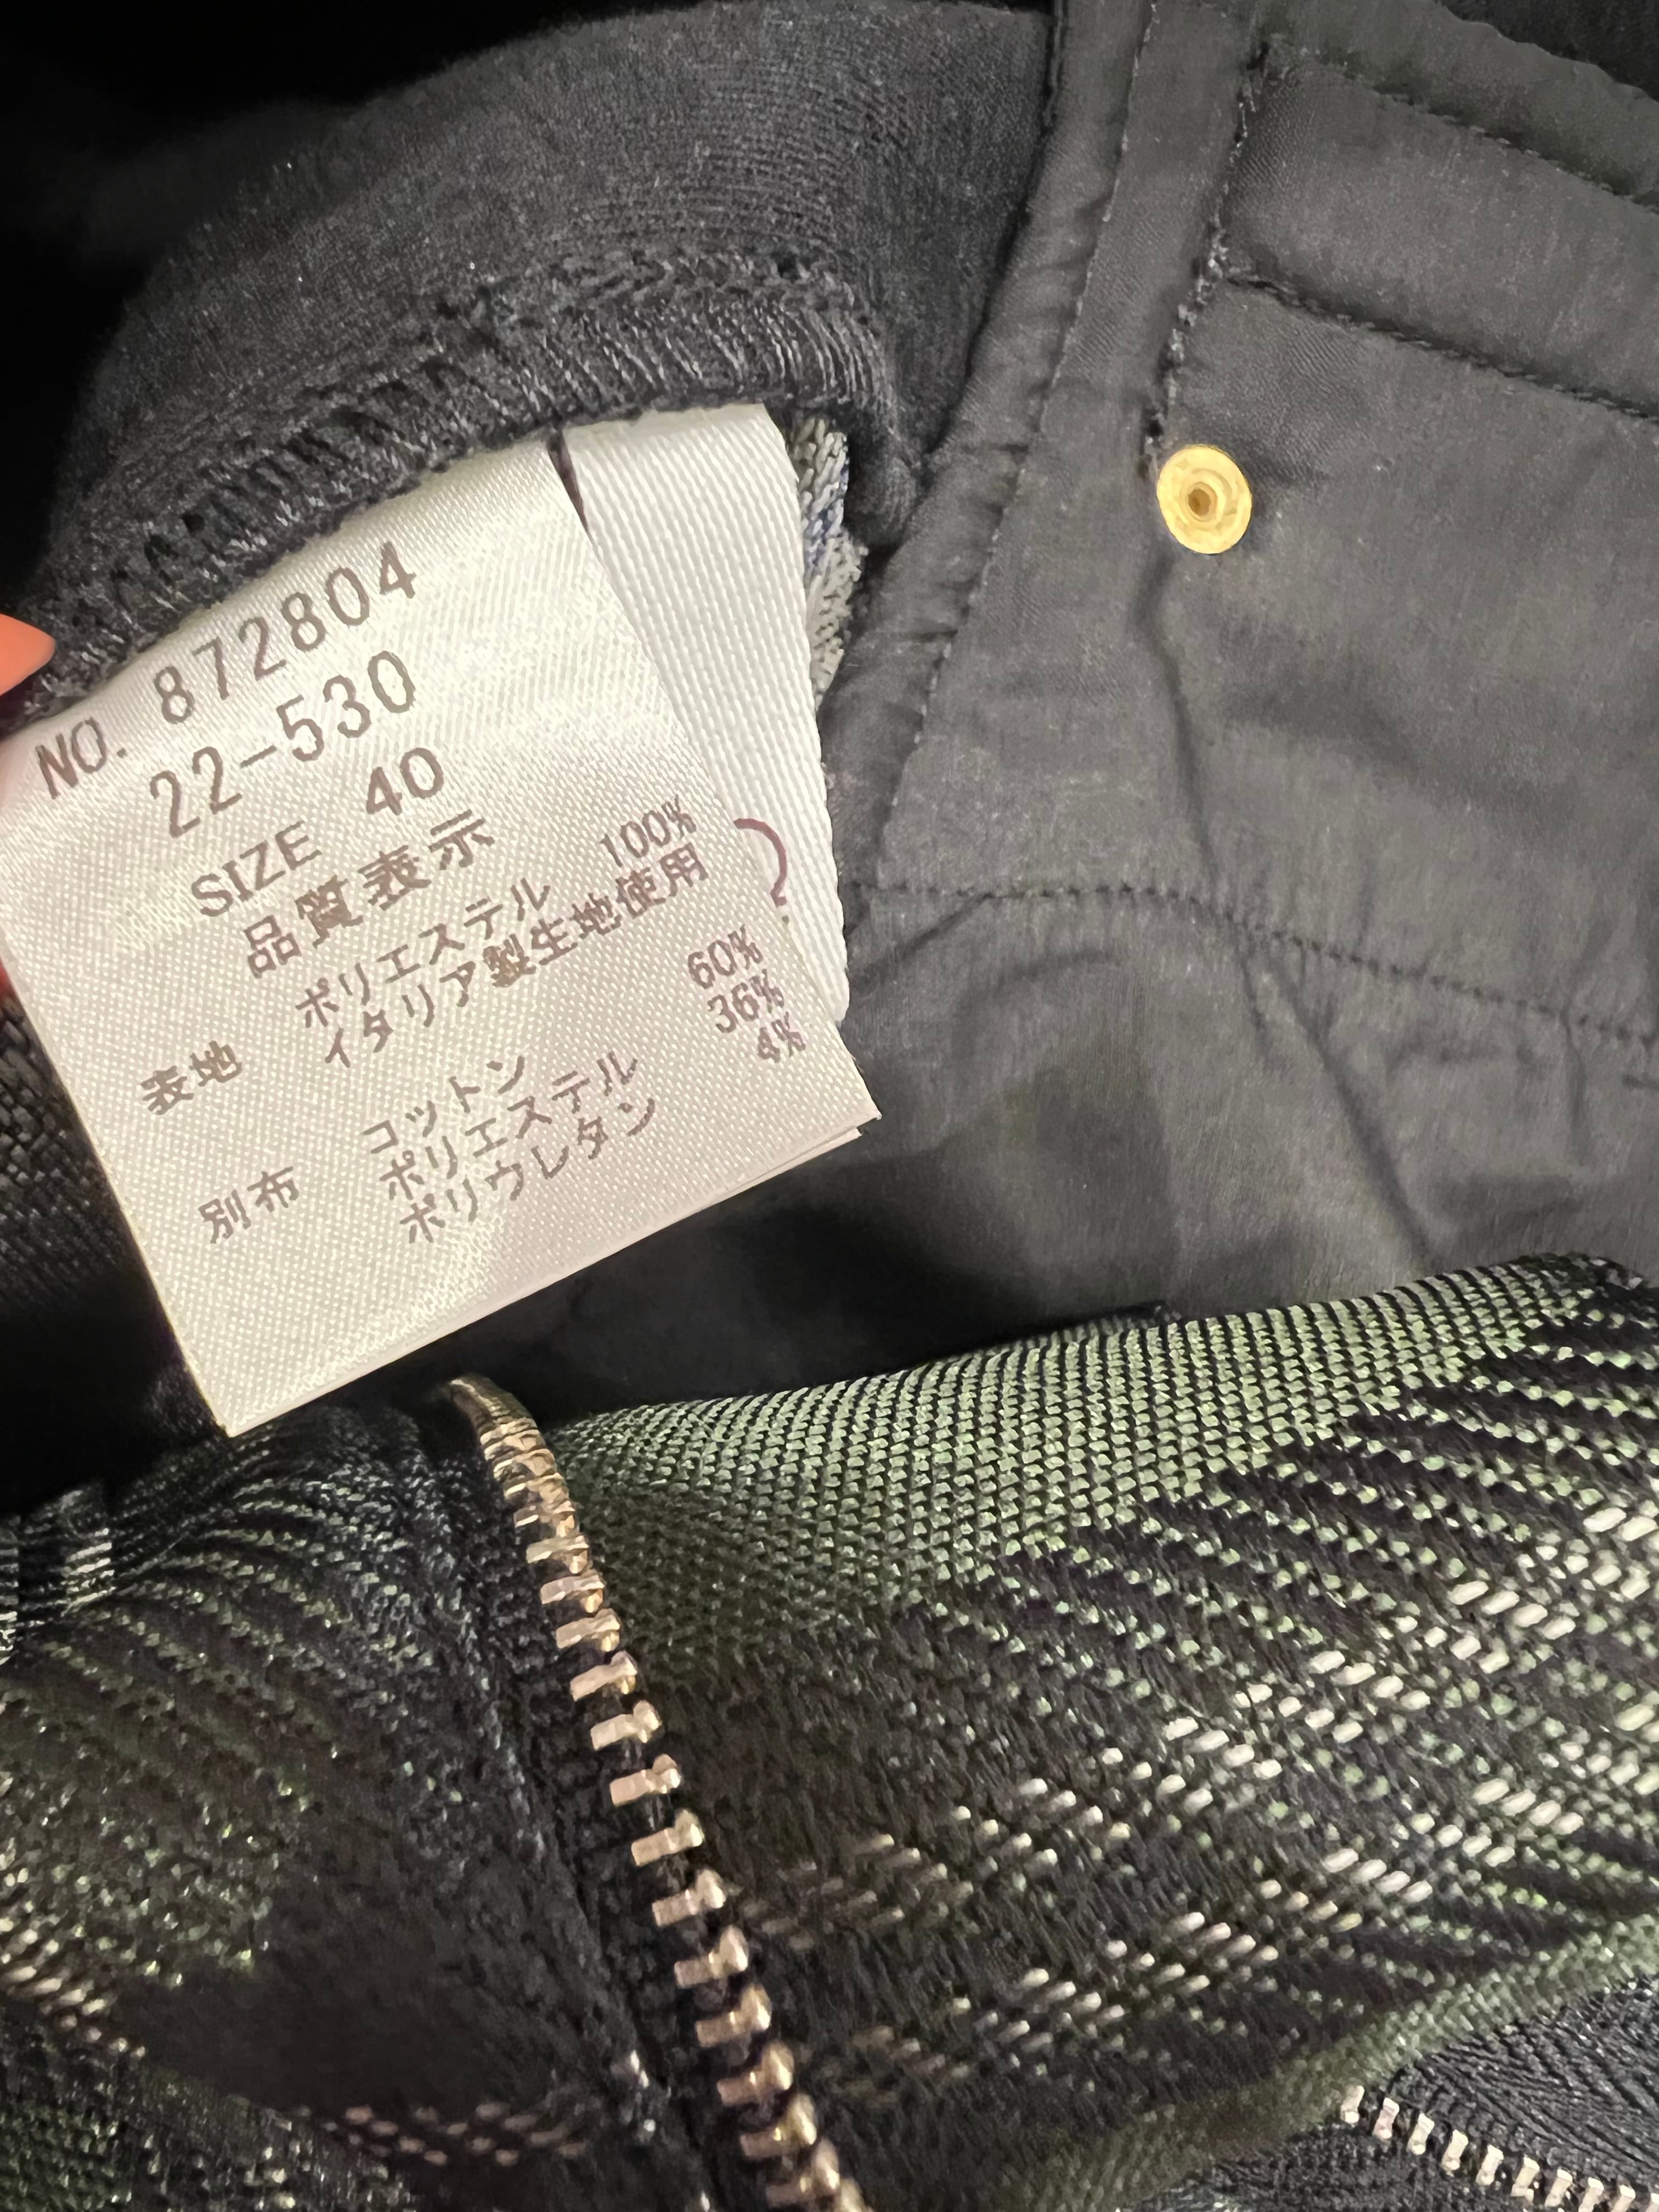 NO. 872804
22-530
SIZE 40
品質表示
表地 ポリエステル 100%
イタリア製生地使用
別布 コットン 60%
ポリエステル 36%
ポリウレタン 4%